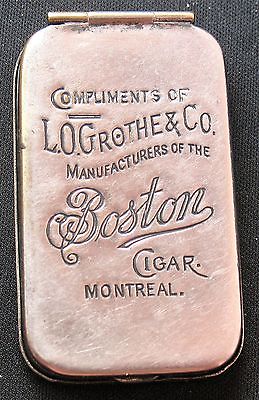 COMPLIMENTS OF
L.O. GROTHE & CO.
MANUFACTURERS OF THE
Boston
CIGAR.
MONTREAL.